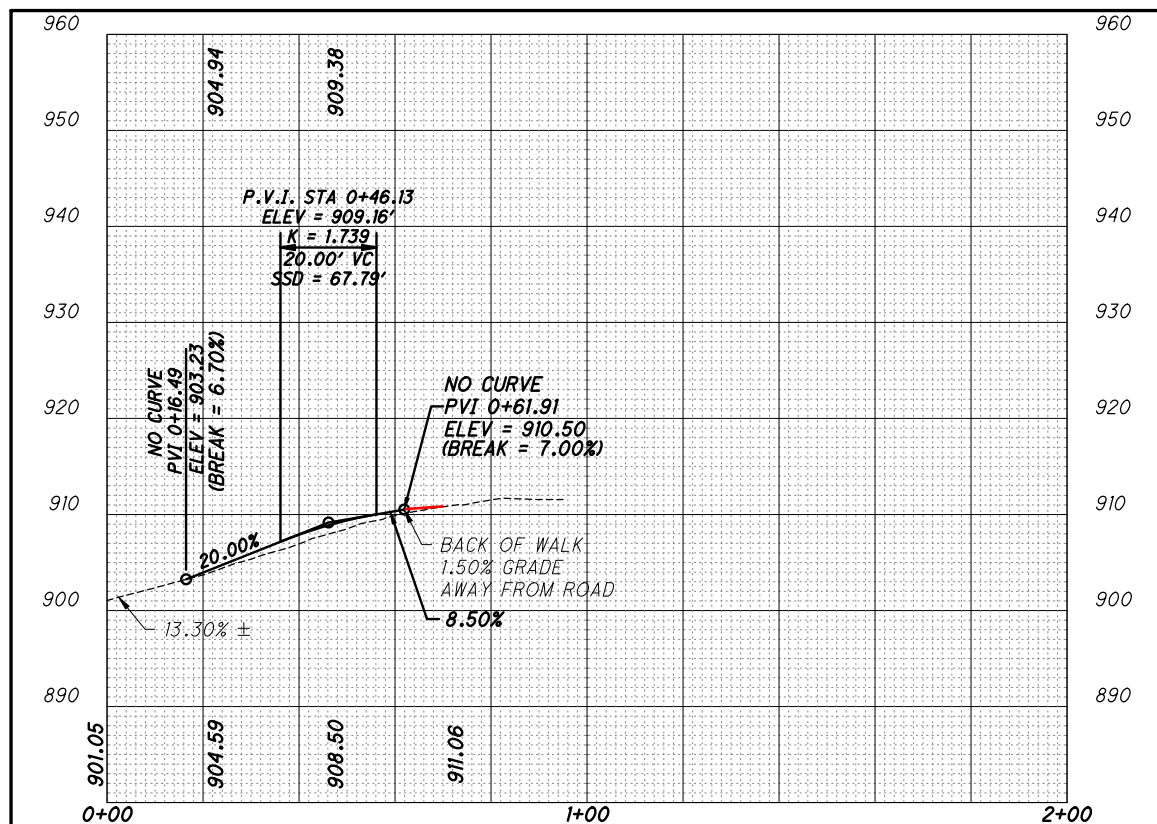 960
960
904.94
909.38
950
950
P.V.I. STA 0+46.13
ELEV = 909.16'
K = 1.739
20.00' VC
SSD = 67.79'
940
940
930
930
NO CURVE
PVI 0+16.49
ELEV = 903.23
(BREAK = 6.70%)
NO CURVE
PVI 0+61.91
ELEV = 910.50
(BREAK = 7.00%)
920
920
910
910
20.00%
BACK OF WALK
1.50% GRADE
AWAY FROM ROAD
8.50%
900
900
13.30% ±
890
890
901.05
904.59
908.50
911.06
0+00
1+00
2+00